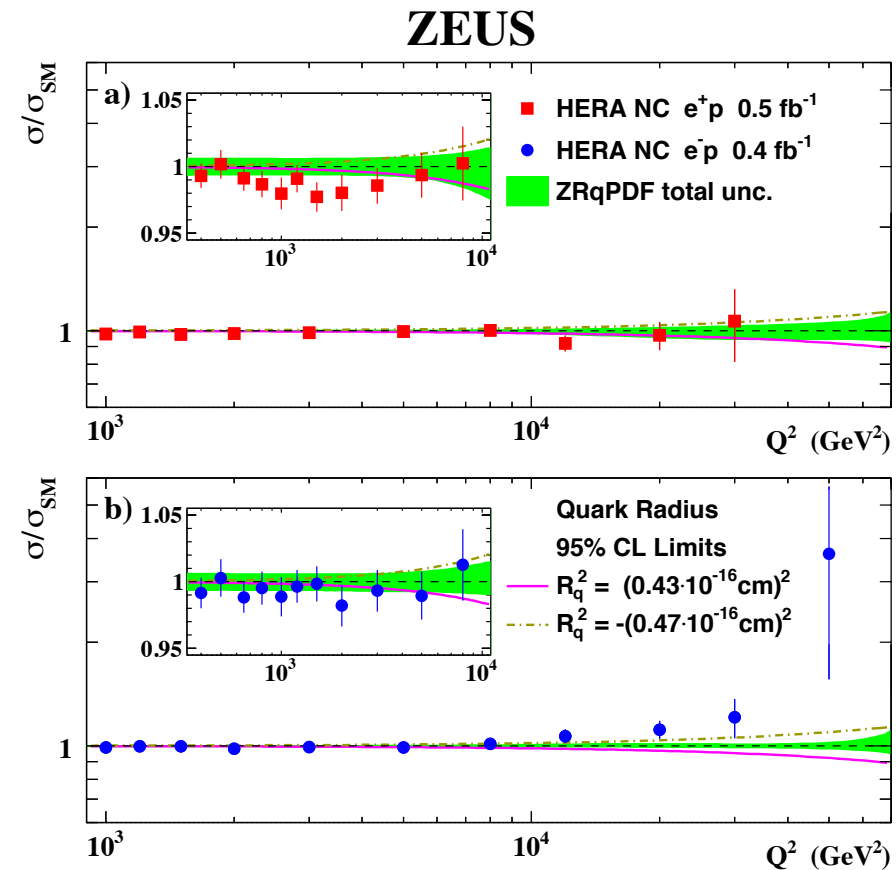 ZEUS
σ/σSM
a)
1.05
1
0.95
10³ 10⁴
HERA NC e⁺p 0.5 fb⁻¹
HERA NC e⁻p 0.4 fb⁻¹
ZRqPDF total unc.
1
10³ 10⁴
Q² (GeV²)
σ/σSM
b)
1.05
1
0.95
10³ 10⁴
Quark Radius
95% CL Limits
R_q² = (0.43·10⁻¹⁶cm)²
R_q² = -(0.47·10⁻¹⁶cm)²
1
10³ 10⁴
Q² (GeV²)